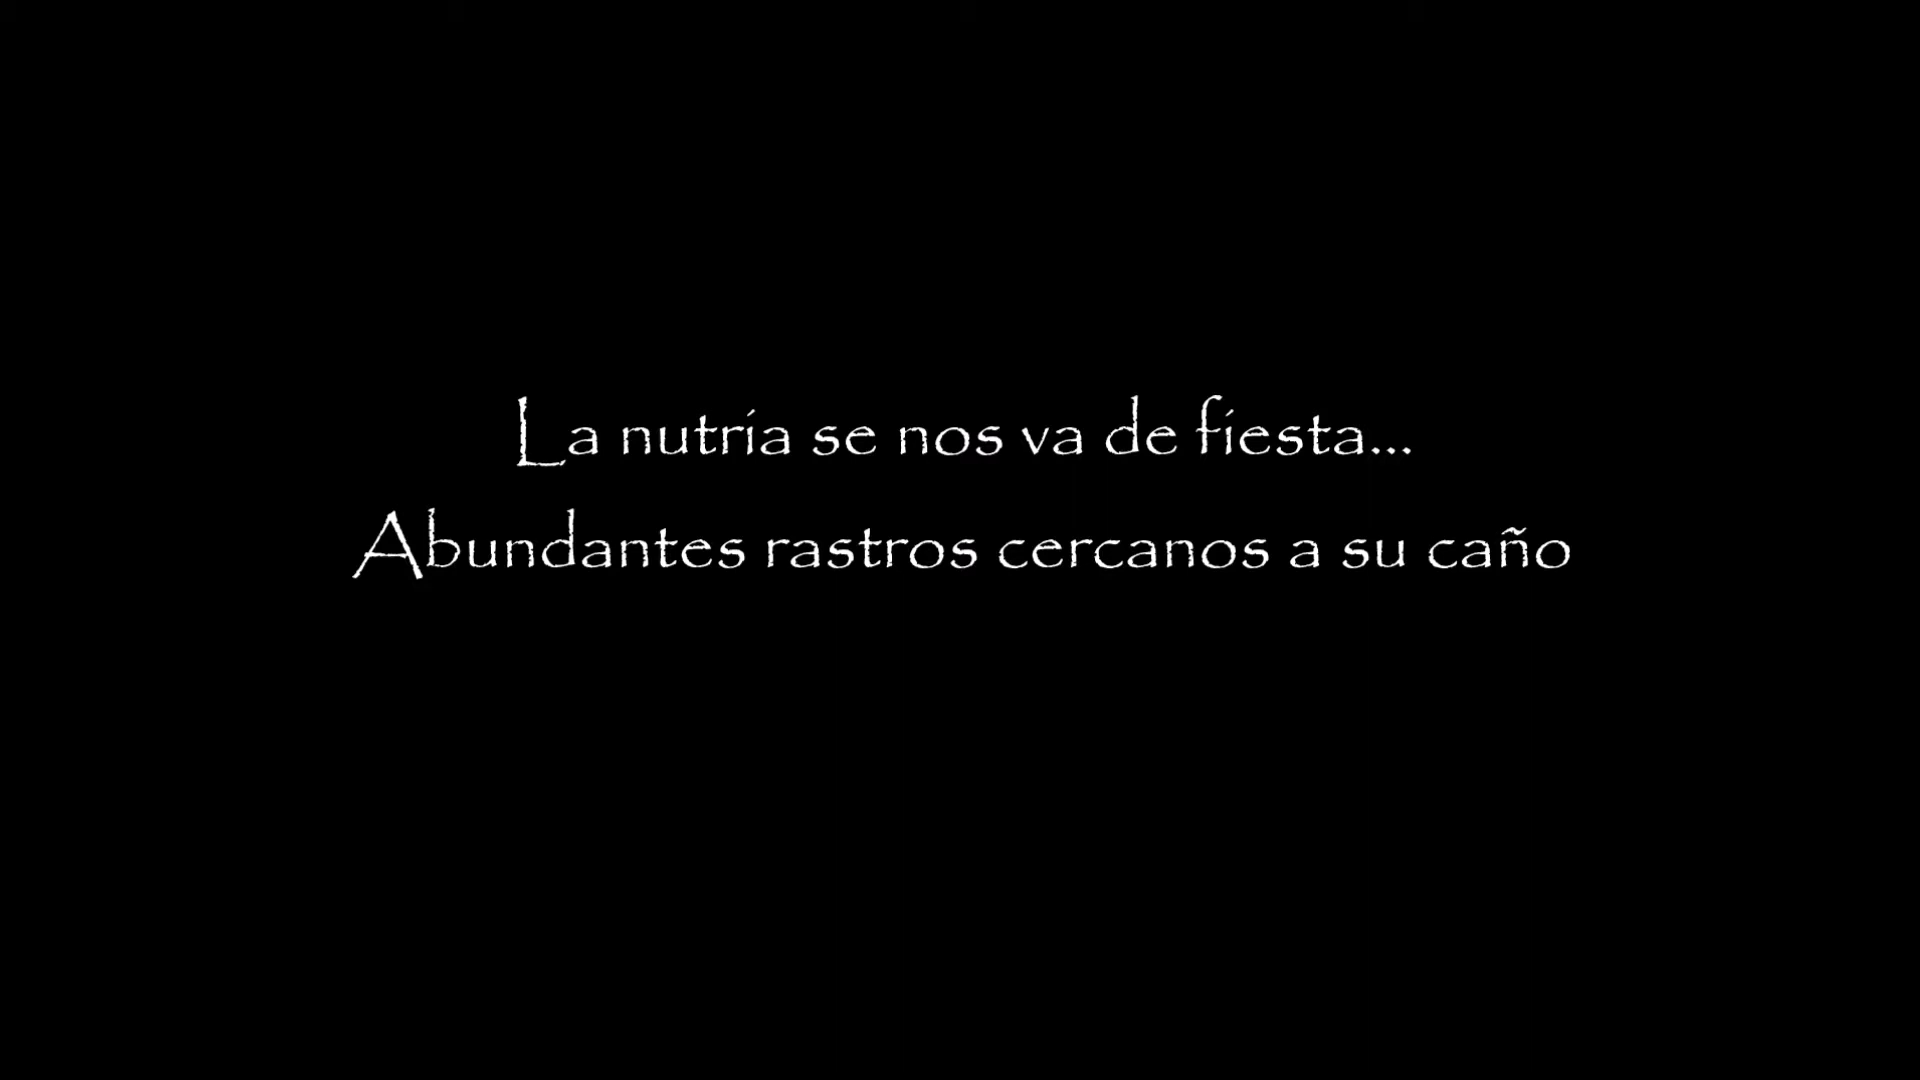 La nutria se nos va de fiesta...
Abundantes rastros cercanos a su caño